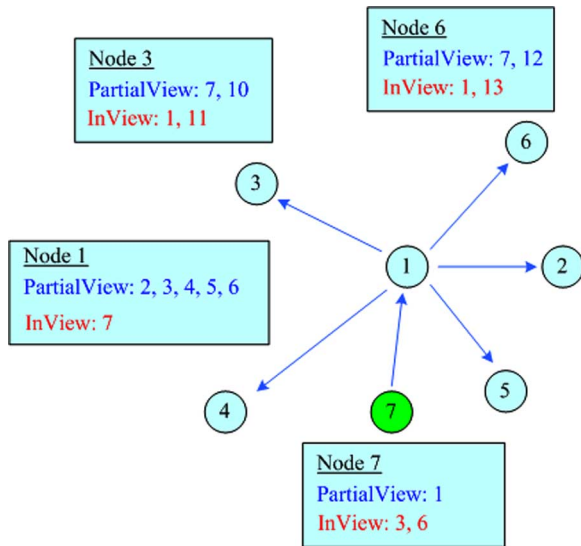 Node 3
PartialView: 7, 10
InView: 1, 11
Node 6
PartialView: 7, 12
InView: 1, 13
6
3
Node 1
PartialView: 2, 3, 4, 5, 6
InView: 7
1
2
4
7
5
Node 7
PartialView: 1
InView: 3, 6